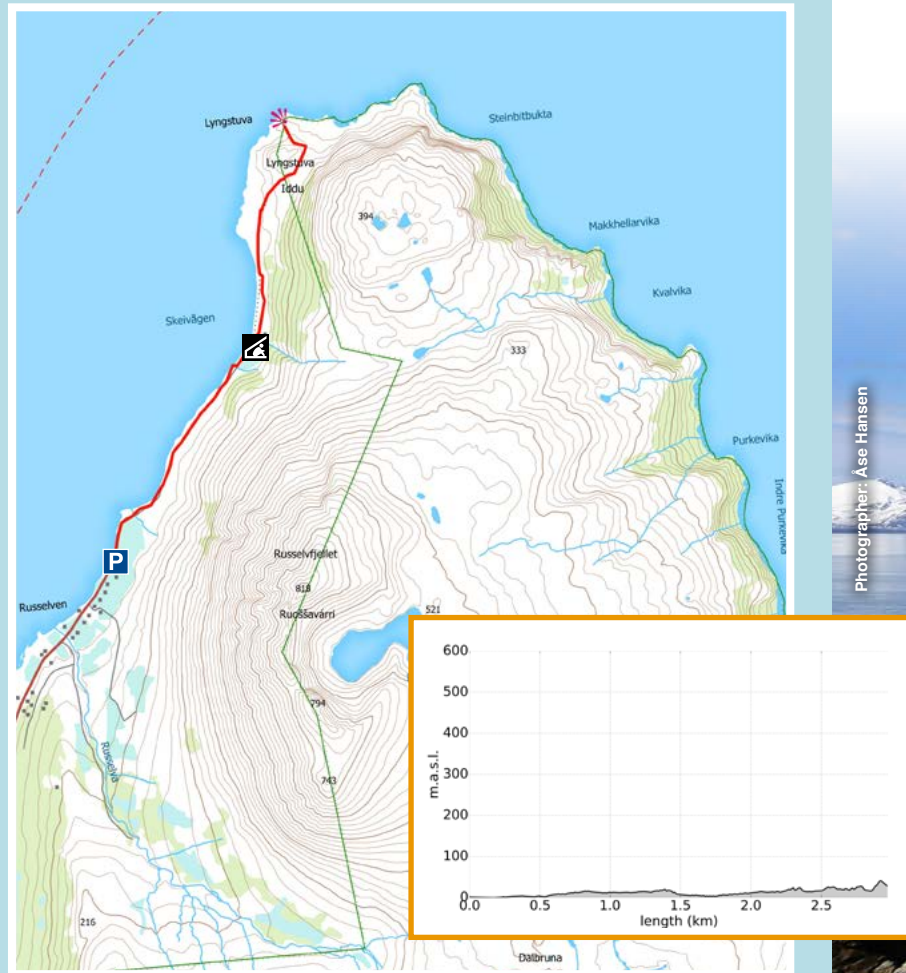 Lyngstuva
Steinbitbukta
Lyngstuva
Iddu
394
Makkhellarvika
Kvalvika
Skeivågen
333
Purkevika
Indre Purkevika
P
Russelvfjellet
818
Ruoššavárri
521
Russelven
794
743
Russelva
216
Dalbruna
Photographer: Åse Hansen
600
500
400
300
200
100
0
m.a.s.l.
0.0 0.5 1.0 1.5 2.0 2.5
length (km)